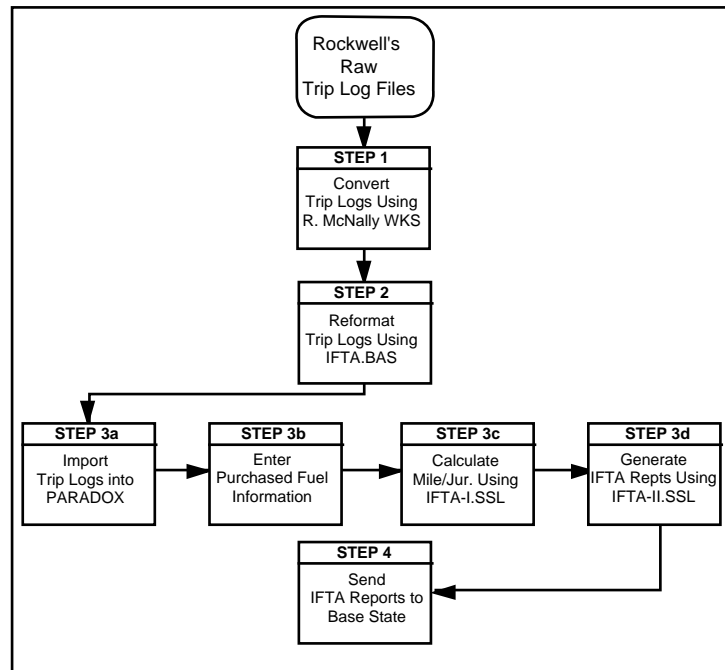 Rockwell's
Raw
Trip Log Files
STEP 1
Convert
Trip Logs Using
R. McNally WKS
STEP 2
Reformat
Trip Logs Using
IFTA.BAS
STEP 3a
Import
Trip Logs into
PARADOX
STEP 3b
Enter
Purchased Fuel
Information
STEP 3c
Calculate
Mile/Jur. Using
IFTA-I.SSL
STEP 3d
Generate
IFTA Repts Using
IFTA-II.SSL
STEP 4
Send
IFTA Reports to
Base State